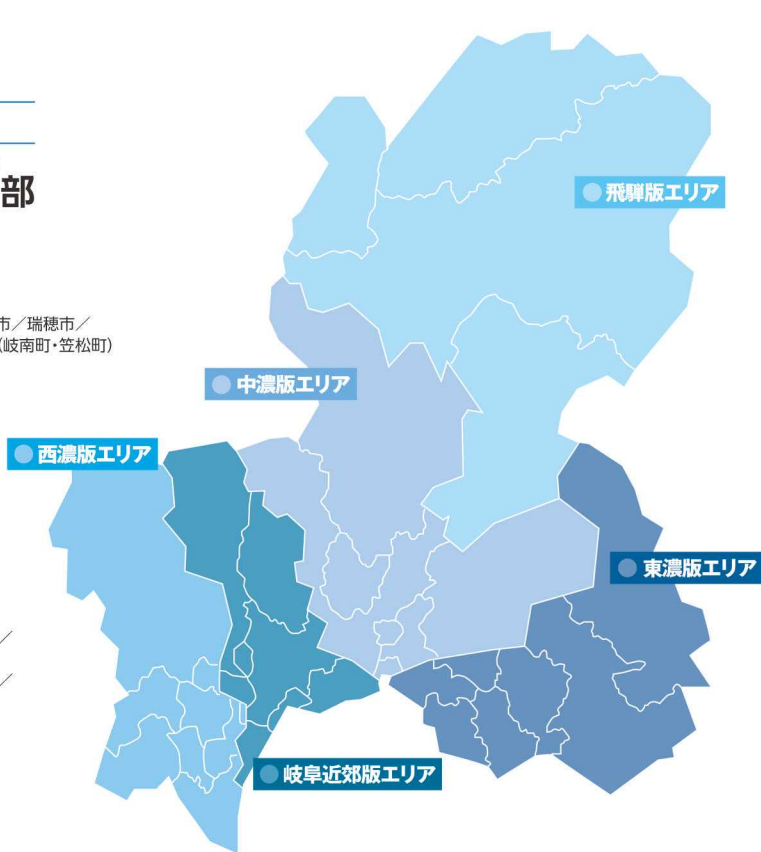 部
市／瑞穂市／
(岐南町・笠松町)
飛騨版エリア
中濃版エリア
西濃版エリア
東濃版エリア
／
／
岐阜近郊版エリア